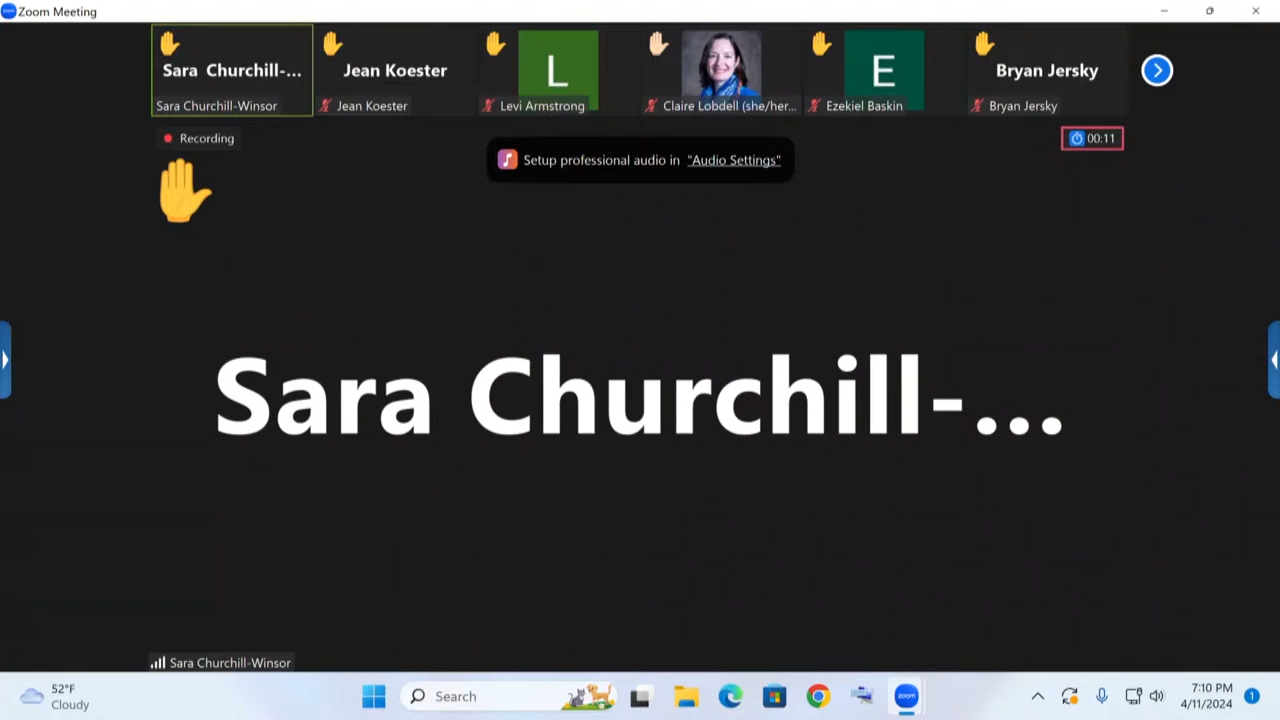 Zoom Meeting
Sara Churchill-...
Jean Koester
L
E
Bryan Jersky
Sara Churchill-Winsor
Jean Koester
Levi Armstrong
Claire Lobdell (she/her...
Ezekiel Baskin
Bryan Jersky
Recording
00:11
Setup professional audio in "Audio Settings"
Sara Churchill-...
Sara Churchill-Winsor
52°F
Cloudy
Search
zoom
7:10 PM
4/11/2024
1